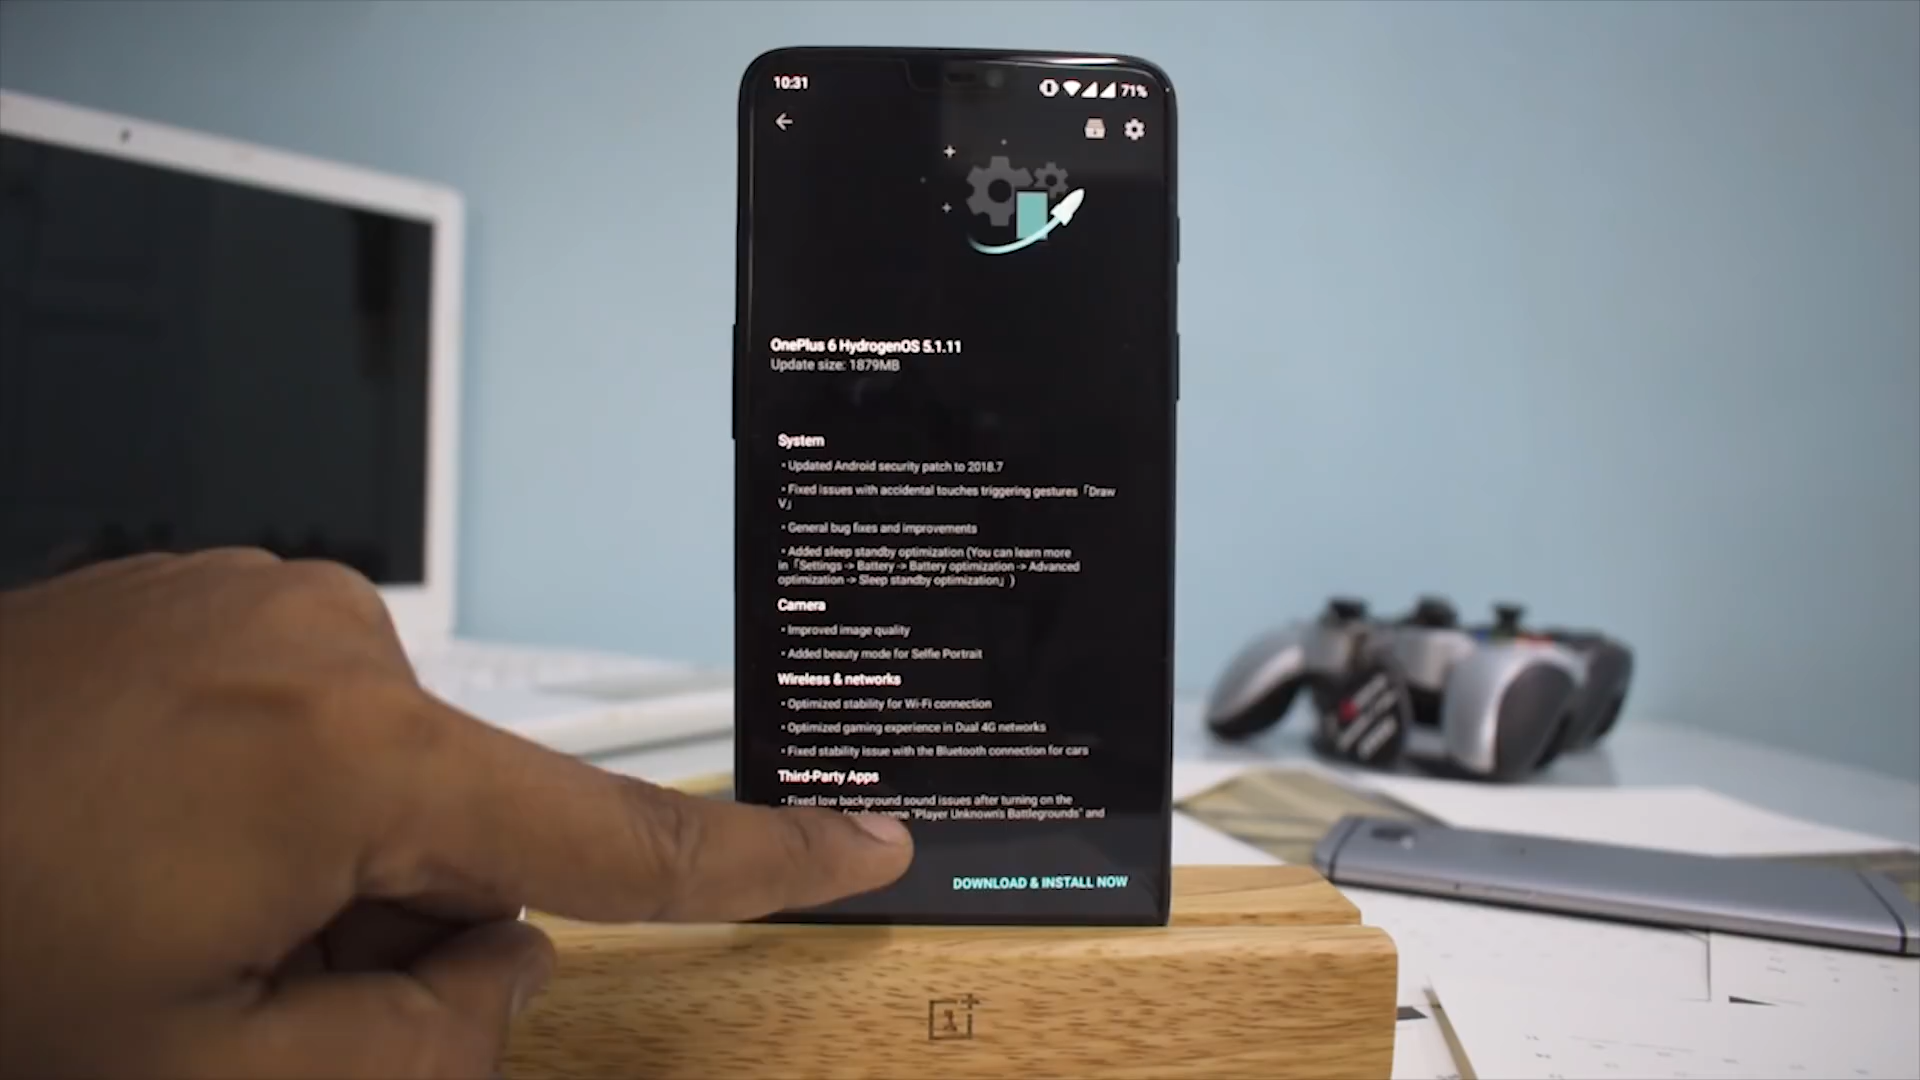 10:31
71%
OnePlus 6 HydrogenOS 5.1.11
Update size: 1879MB
System
• Updated Android security patch to 2018.7
• Fixed issues with accidental touches triggering gestures「Draw
V」
• General bug fixes and improvements
• Added sleep standby optimization (You can learn more
in「Settings -> Battery -> Battery optimization -> Advanced
optimization -> Sleep standby optimization」)
Camera
• Improved image quality
• Added beauty mode for Selfie Portrait
Wireless & networks
• Optimized stability for Wi-Fi connection
• Optimized gaming experience in Dual 4G networks
• Fixed stability issue with the Bluetooth connection for cars
Third-Party Apps
• Fixed low background sound issues after turning on the
game "Player Unknown's Battlegrounds" and
DOWNLOAD & INSTALL NOW